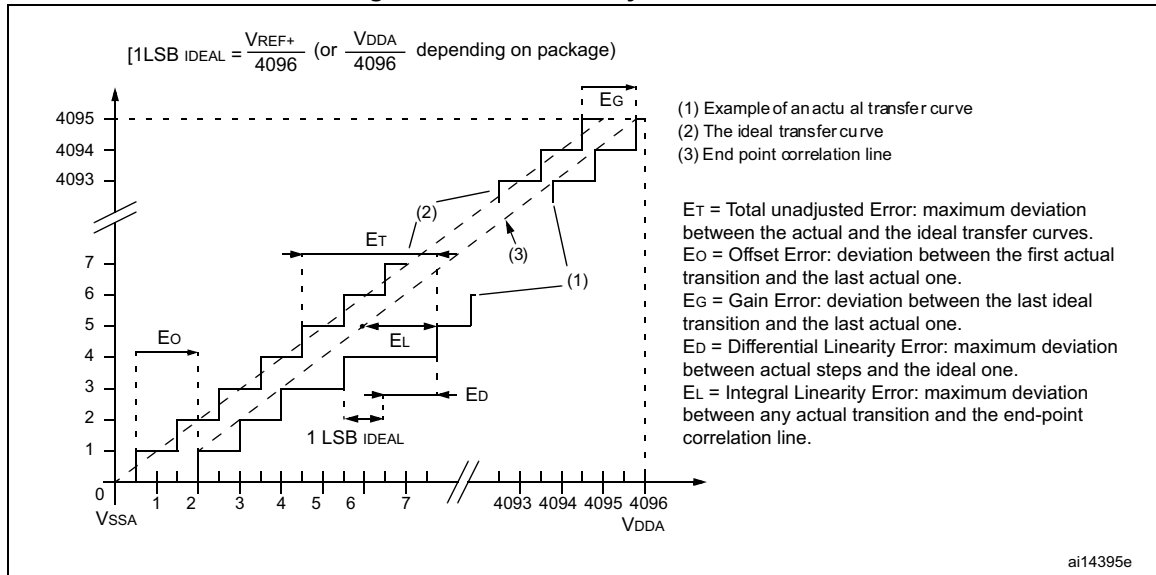 [1LSB IDEAL = VREF+ / 4096 (or VDDA / 4096 depending on package)
EG
4095
4094
4093
(1) Example of an actu al transfer curve
(2) The ideal transfer curve
(3) End point correlation line
(2)
ET
(3)
(1)
7
6
5
4
3
2
1
0
EO
EL
ED
1 LSB IDEAL
ET = Total unadjusted Error: maximum deviation
between the actual and the ideal transfer curves.
EO = Offset Error: deviation between the first actual
transition and the last actual one.
EG = Gain Error: deviation between the last ideal
transition and the last actual one.
ED = Differential Linearity Error: maximum deviation
between actual steps and the ideal one.
EL = Integral Linearity Error: maximum deviation
between any actual transition and the end-point
correlation line.
1 2 3 4 5 6 7 4093 4094 4095 4096
VSSA
VDDA
ai14395e